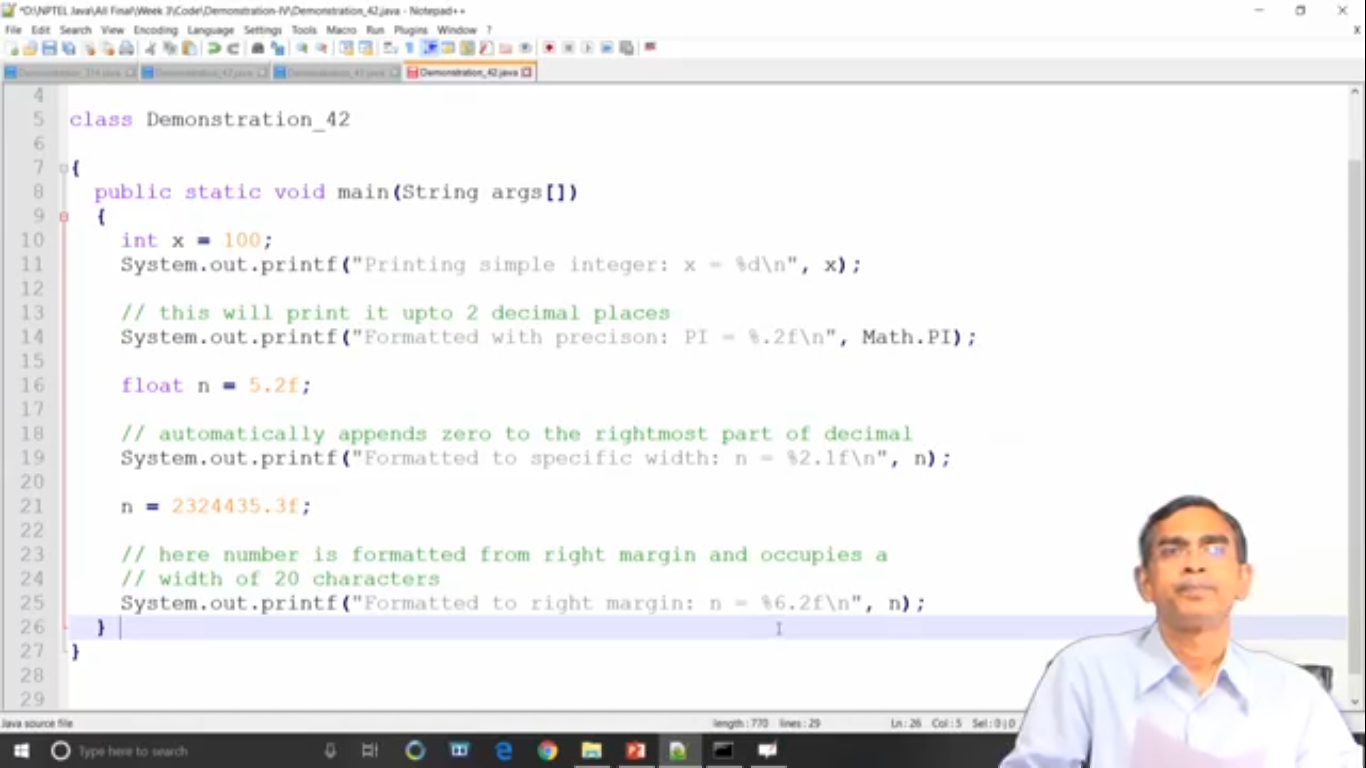 *D:\NPTEL Java\All Final\Week 3\Code\Demonstration-IV\Demonstration_42.java - Notepad++
File Edit Search View Encoding Language Settings Tools Macro Run Plugins Window ? X
Demonstration_42.java
4
5 class Demonstration_42
6
7 {
8 public static void main(String args[])
9 {
10 int x = 100;
11 System.out.printf("Printing simple integer: x = %d\n", x);
12
13 // this will print it upto 2 decimal places
14 System.out.printf("Formatted with precison: PI = %.2f\n", Math.PI);
15
16 float n = 5.2f;
17
18 // automatically appends zero to the rightmost part of decimal
19 System.out.printf("Formatted to specific width: n = %2.1f\n", n);
20
21 n = 2324435.3f;
22
23 // here number is formatted from right margin and occupies a
24 // width of 20 characters
25 System.out.printf("Formatted to right margin: n = %6.2f\n", n);
26 }
27 }
28
29
Java source file length : 770 lines : 29 Ln : 26 Col : 5 Sel : 0 | 0
Type here to search